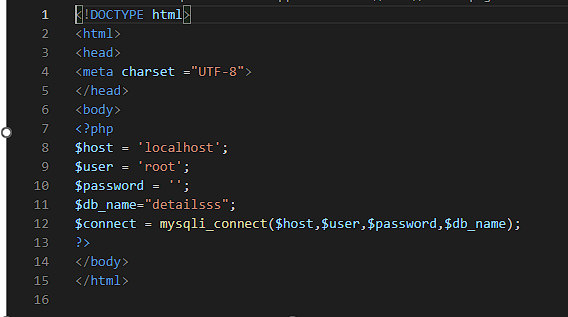 1 <!DOCTYPE html>
2 <html>
3 <head>
4 <meta charset ="UTF-8">
5 </head>
6 <body>
7 <?php
8 $host = 'localhost';
9 $user = 'root';
10 $password = '';
11 $db_name="detailsss";
12 $connect = mysqli_connect($host,$user,$password,$db_name);
13 ?>
14 </body>
15 </html>
16